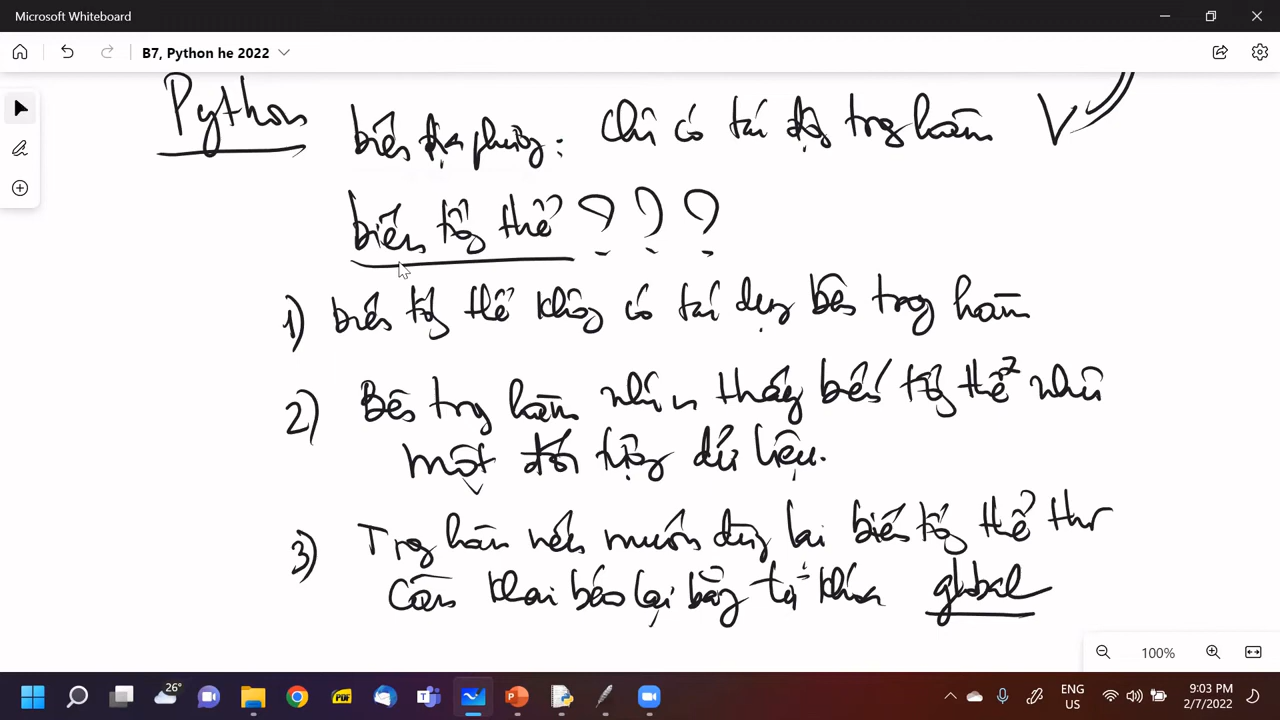 Microsoft Whiteboard
B7, Python he 2022
Python biến địa phương: Chỉ có tác động trong hàm V
biến tổng thể ? ? ?
1) biến tổng thể không có tác dụng bên trong hàm
2) Bên trong hàm nhìn thấy biến tổng thể như
một đối tượng dữ liệu.
3) Trong hàm nếu muốn dùng lại biến tổng thể thì
Cần khai báo lại bằng từ khóa global
100%
26°
PDF
ENG
US
9:03 PM
2/7/2022